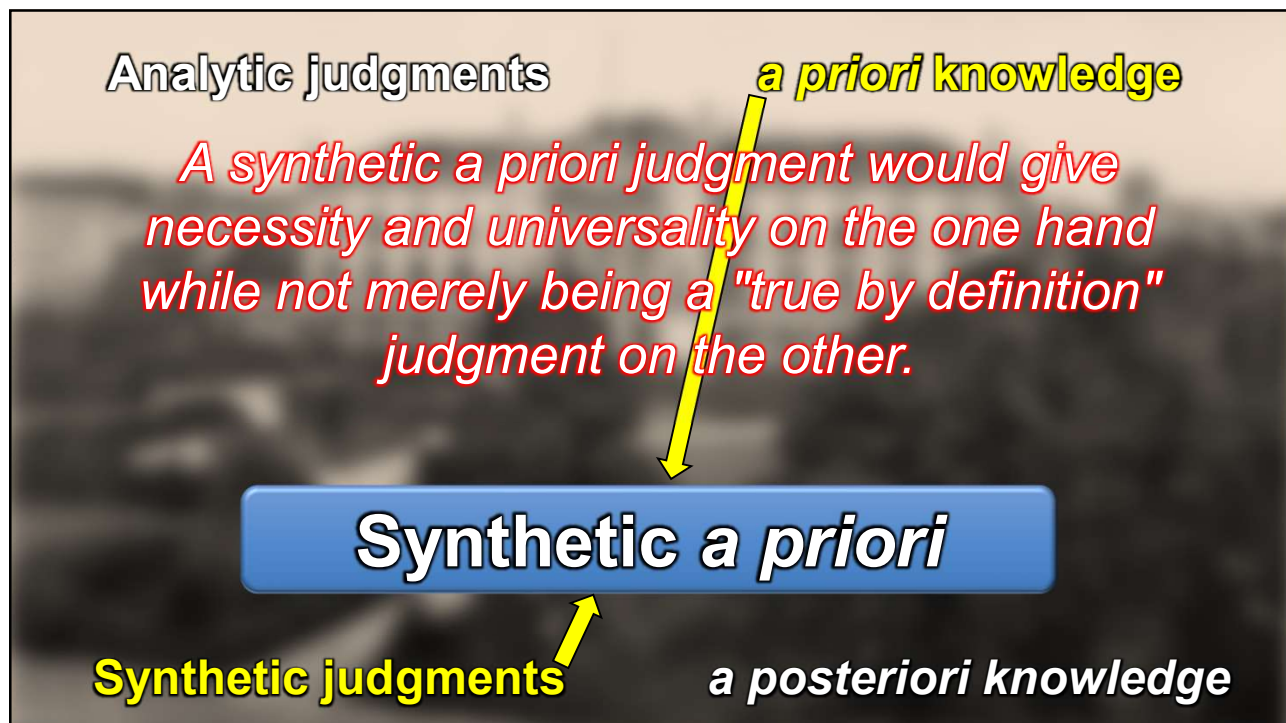 Analytic judgments
a priori knowledge
A synthetic a priori judgment would give
necessity and universality on the one hand
while not merely being a "true by definition"
judgment on the other.
Synthetic a priori
Synthetic judgments
a posteriori knowledge